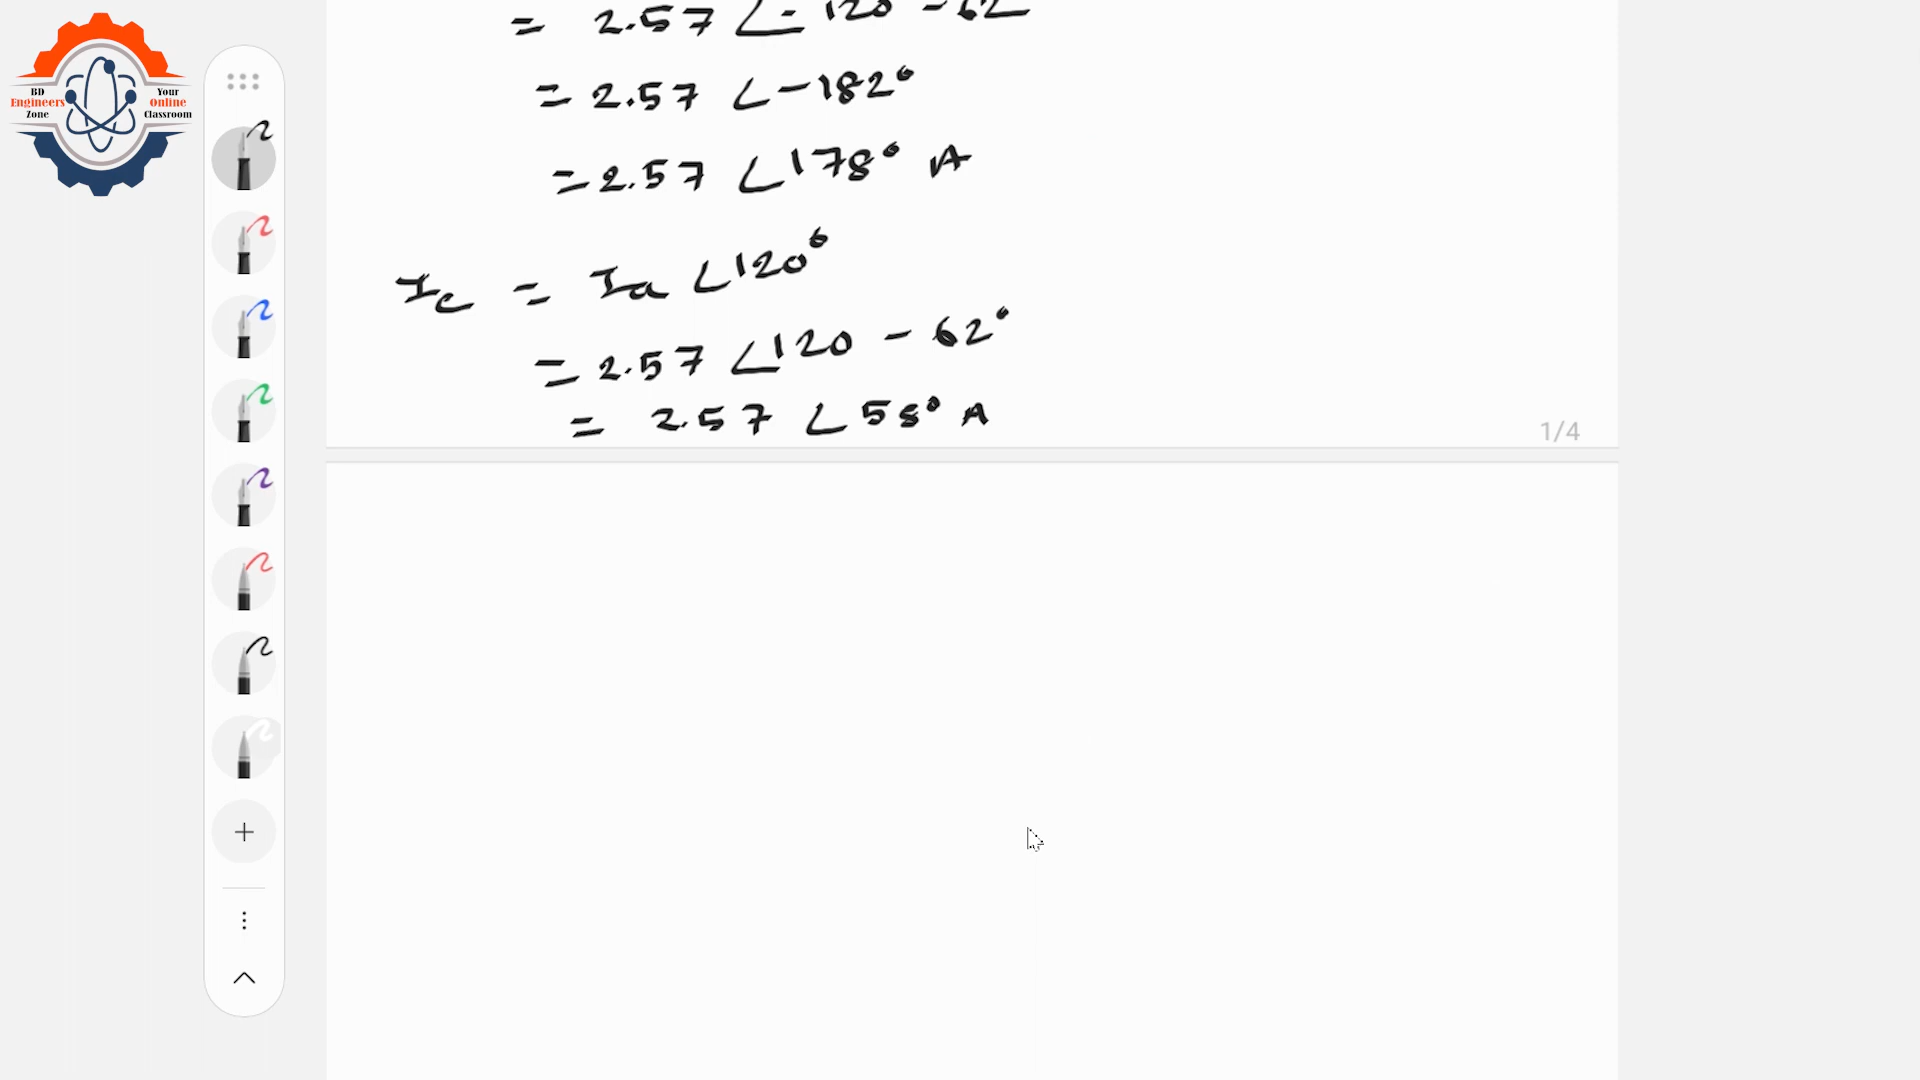 BD
Engineers
Zone
Your
Online
Classroom
= 2.57 ∠-120-62
= 2.57 ∠-182°
= 2.57 ∠178° A
Ic = Ia ∠120°
= 2.57 ∠120 - 62°
= 2.57 ∠58° A
1/4